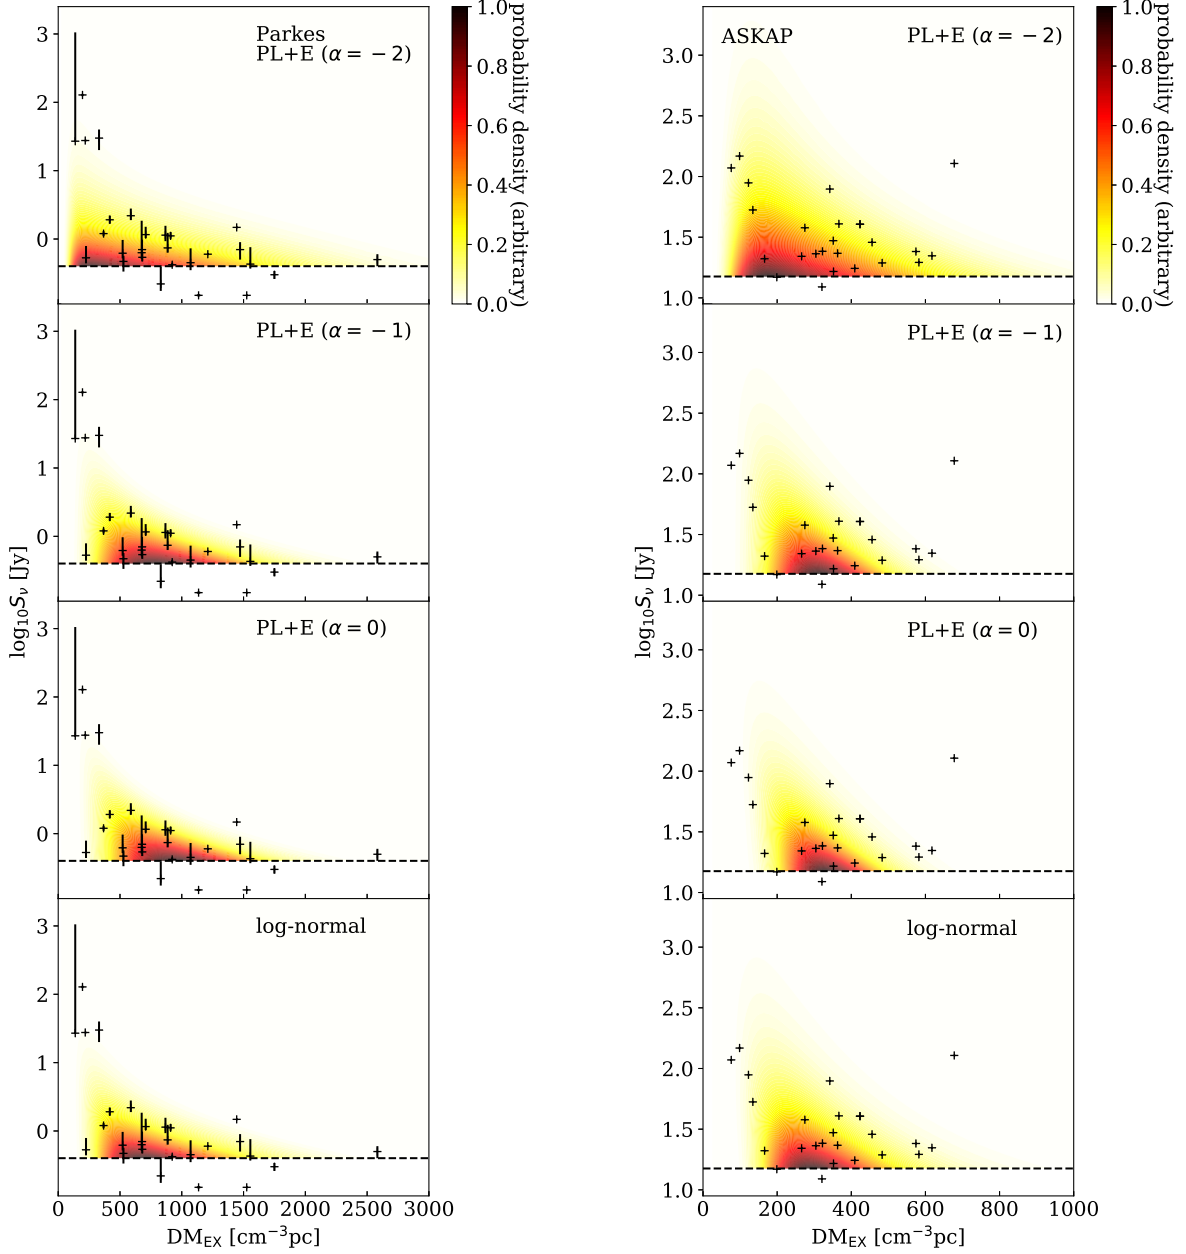 Parkes
PL+E (α = −2)
3
2
1
0
1.0
0.8
0.6
0.4
0.2
0.0
probability density (arbitrary)
ASKAP
PL+E (α = −2)
3.0
2.5
2.0
1.5
1.0
1.0
0.8
0.6
0.4
0.2
0.0
probability density (arbitrary)
PL+E (α = −1)
3
2
1
0
PL+E (α = −1)
3.0
2.5
2.0
1.5
1.0
log₁₀Sν [Jy]
log₁₀Sν [Jy]
PL+E (α = 0)
3
2
1
0
PL+E (α = 0)
3.0
2.5
2.0
1.5
1.0
log-normal
3
2
1
0
log-normal
3.0
2.5
2.0
1.5
1.0
0 500 1000 1500 2000 2500 3000
DM_EX [cm⁻³pc]
0 200 400 600 800 1000
DM_EX [cm⁻³pc]